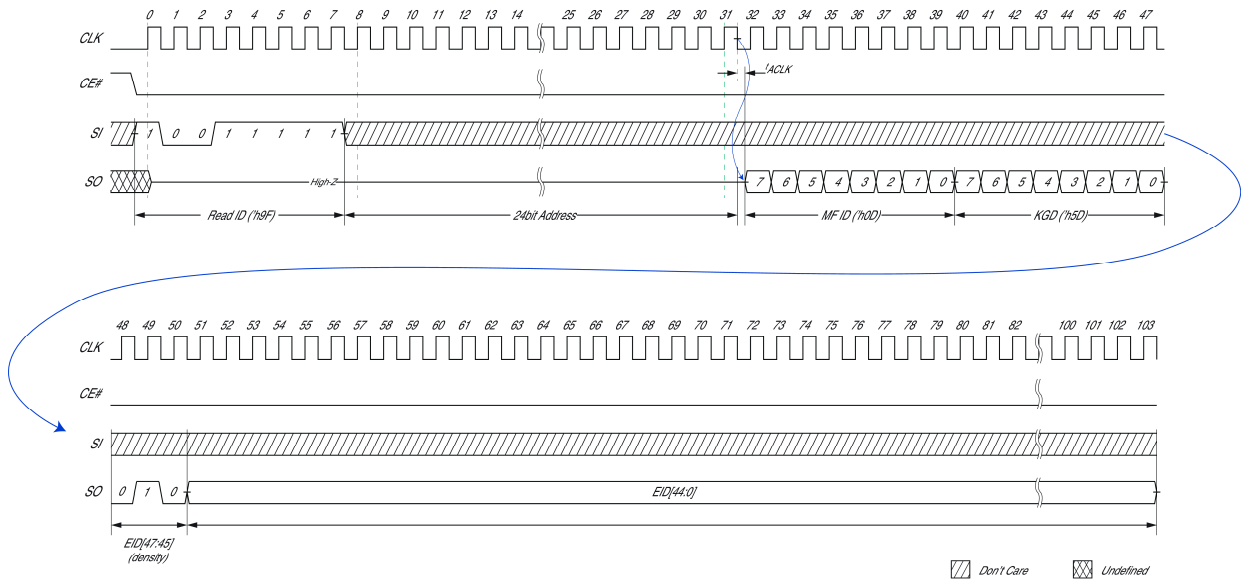 0 1 2 3 4 5 6 7 8 9 10 11 12 13 14 25 26 27 28 29 30 31 32 33 34 35 36 37 38 39 40 42 43 44 45 46 47
CLK
tACLK
CE#
SI 1 0 0 1 1 1 1 1
SO High-Z 7 6 5 4 3 2 1 0 7 6 5 4 3 2 1 0
Read ID ('h9F) 24bit Address MF ID ('h0D) KGD ('h5D)
48 49 50 51 52 53 54 55 56 57 58 59 60 61 62 63 64 65 66 67 68 69 70 71 72 73 74 75 76 77 78 79 80 81 82 100 101 102 103
CLK
CE#
SI
SO 0 1 0 EID[44:0]
EID[47:45]
(density)
Don't Care Undefined